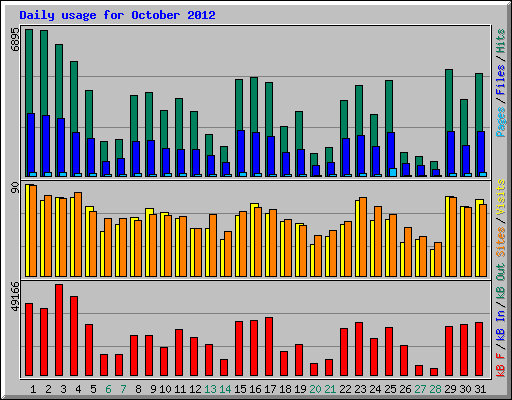 Daily usage for October 2012
6895
Pages / Files / Hits
90
Sites / Visits
49166
kB F / kB In / kB Out
1 2 3 4 5 6 7 8 9 10 11 12 13 14 15 16 17 18 19 20 21 22 23 24 25 26 27 28 29 30 31